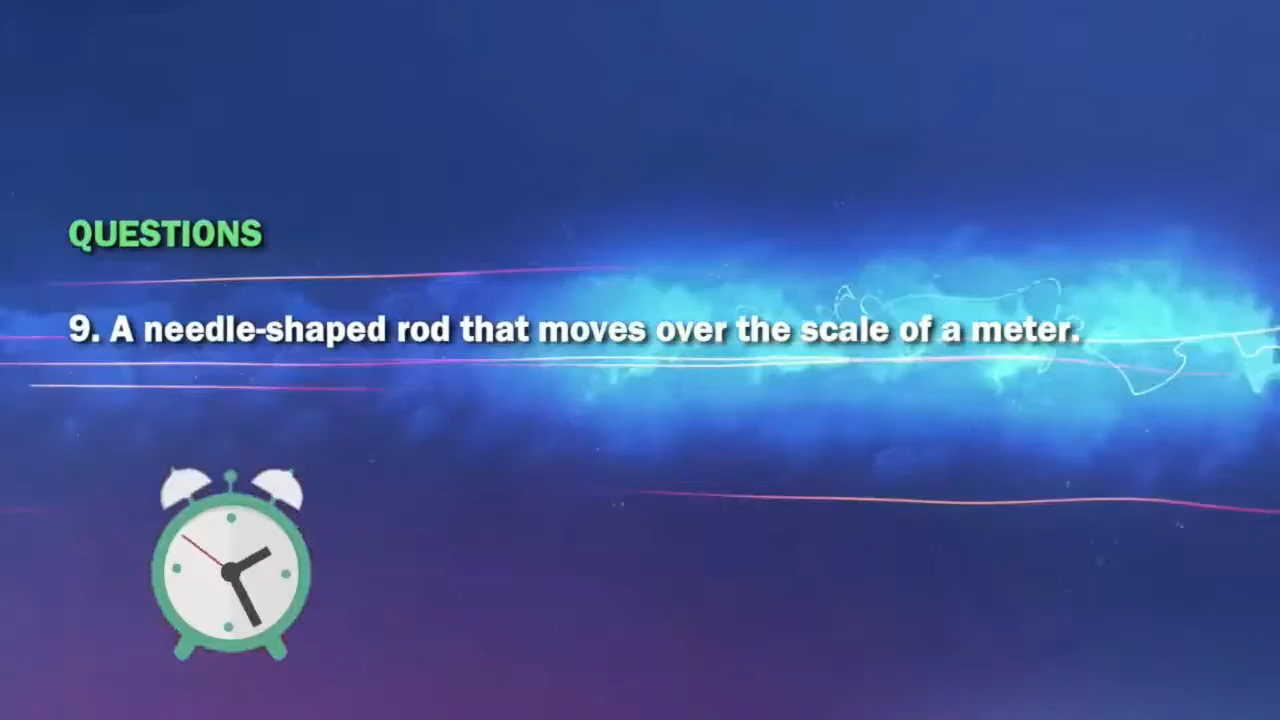 QUESTIONS
9. A needle-shaped rod that moves over the scale of a meter.